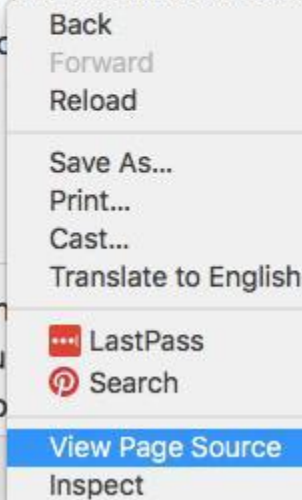 Back
Forward
Reload
Save As...
Print...
Cast...
Translate to English
LastPass
Search
View Page Source
Inspect